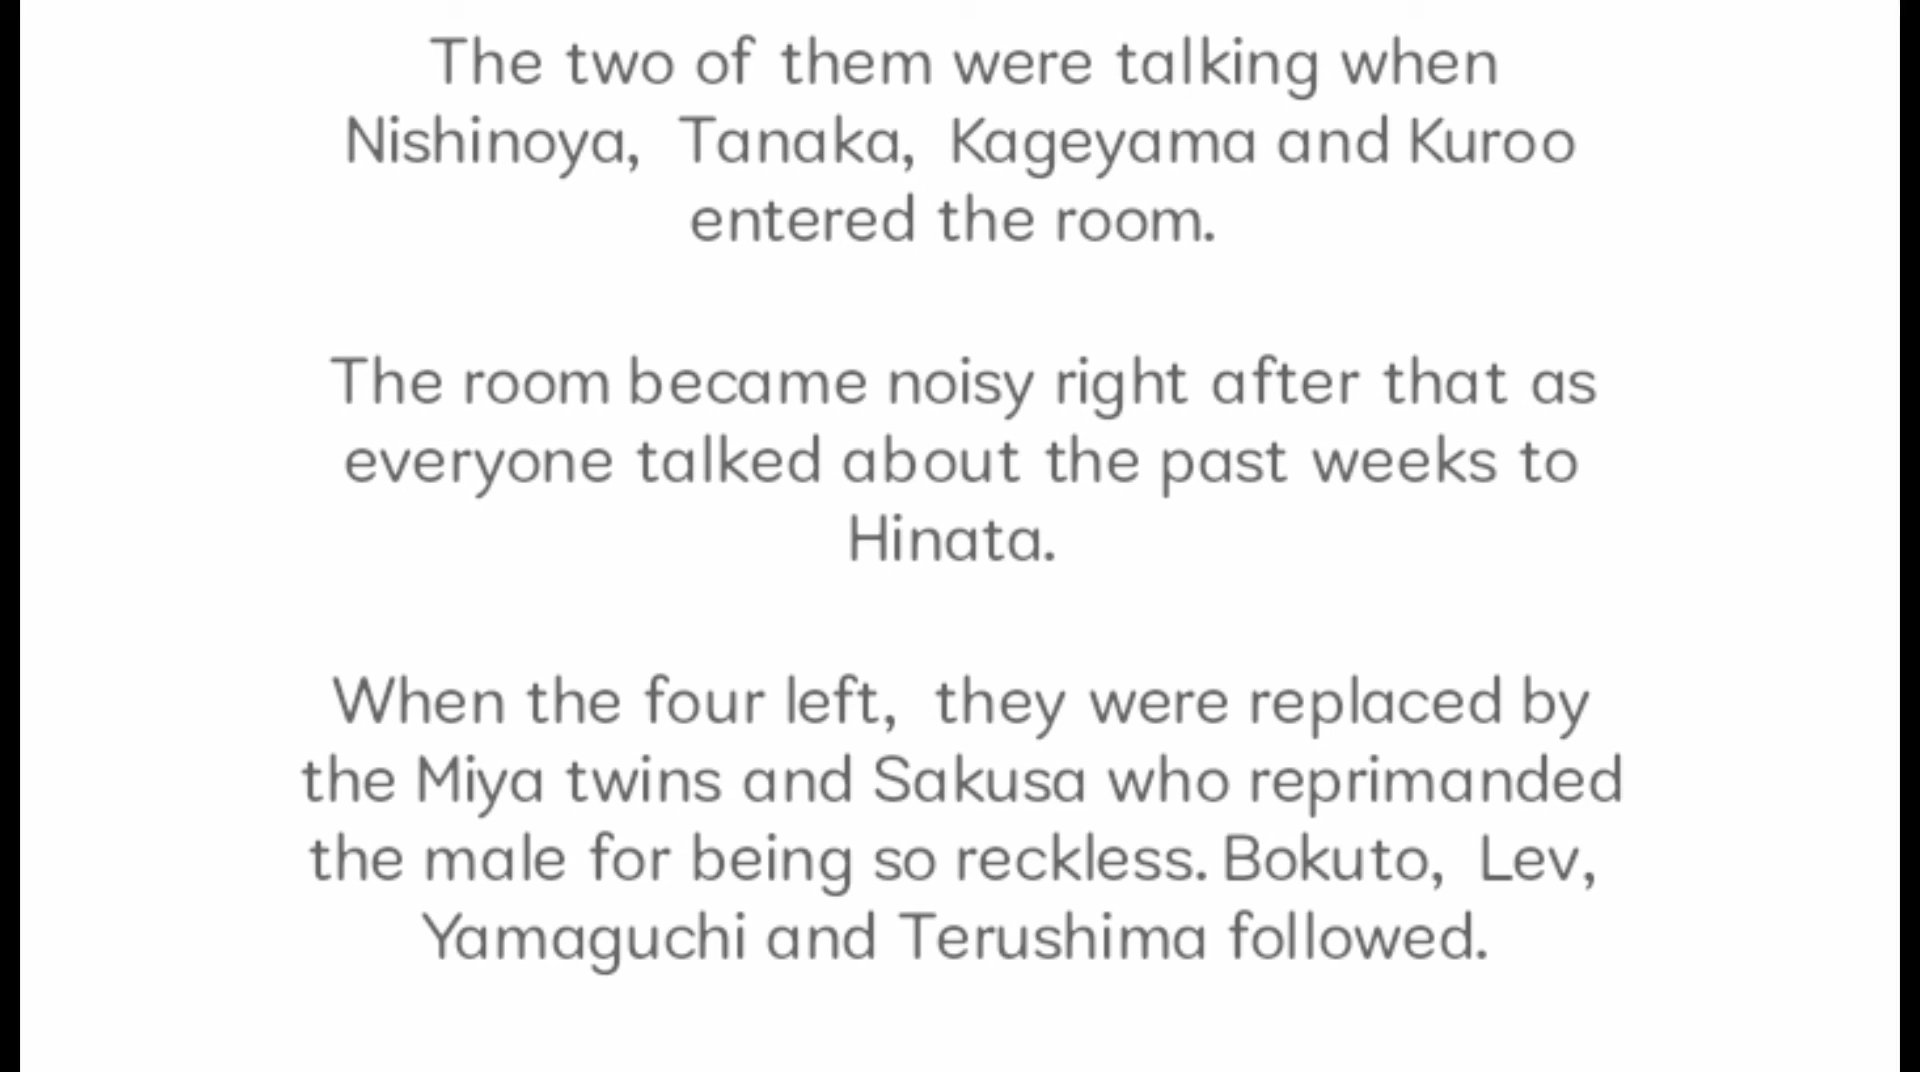 The two of them were talking when
Nishinoya, Tanaka, Kageyama and Kuroo
entered the room.
The room became noisy right after that as
everyone talked about the past weeks to
Hinata.
When the four left, they were replaced by
the Miya twins and Sakusa who reprimanded
the male for being so reckless. Bokuto, Lev,
Yamaguchi and Terushima followed.